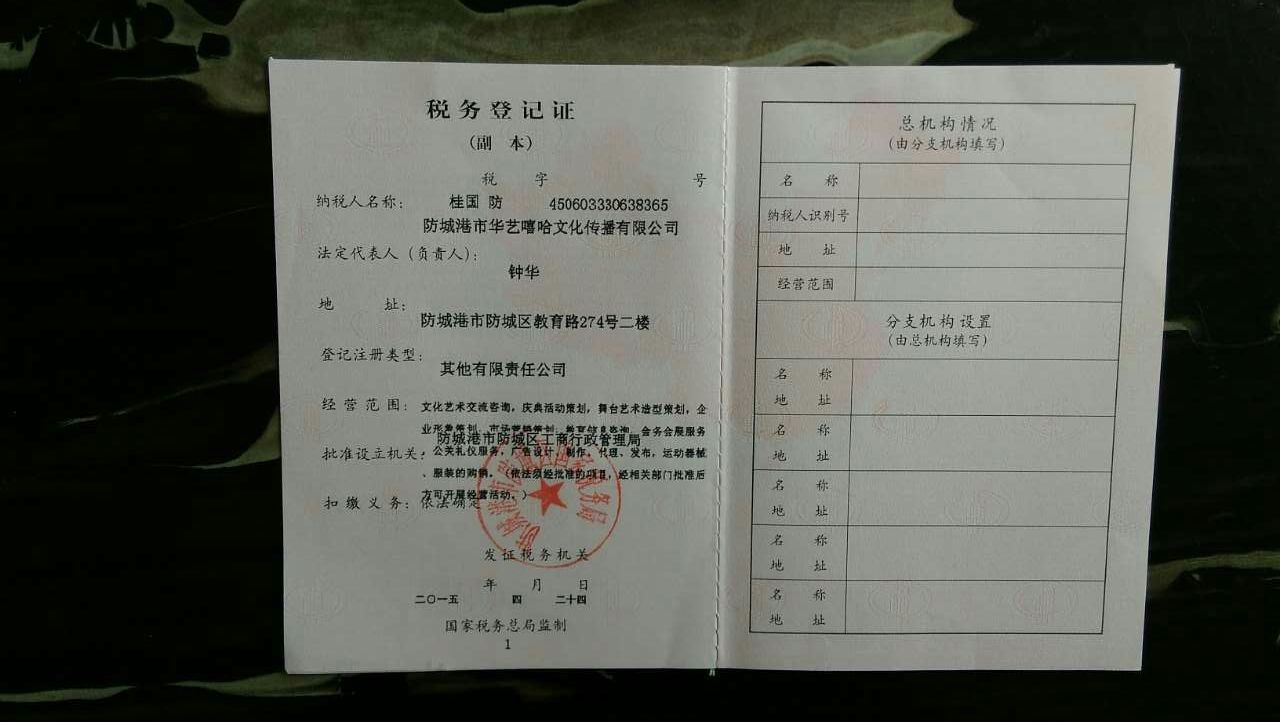 税务登记证
(副 本)
税 字 号
桂国 防 450603330638365
纳税人名称:
防城港市华艺嘻哈文化传播有限公司
法定代表人(负责人):
钟华
地 址:
防城港市防城区教育路274号二楼
登记注册类型:
其他有限责任公司
经营范围: 文化艺术交流咨询,庆典活动策划,舞台艺术造型策划,企
业形象策划,市场营销策划,教育信息咨询,会务会展服务
防城港市防城区工商行政管理局
批准设立机关:
,公关礼仪服务,广告设计、制作、代理、发布,运动器械
、服装的购销。(依法须经批准的项目,经相关部门批准后
方可开展经营活动。)
扣缴义务: 依法确定
发证税务机关
年 月 日
二〇一五 四 二十四
国家税务总局监制
1
总机构情况
(由分支机构填写)
名 称
纳税人识别号
地 址
经营范围
分支机构设置
(由总机构填写)
名 称
地 址
名 称
地 址
名 称
地 址
名 称
地 址
名 称
地 址